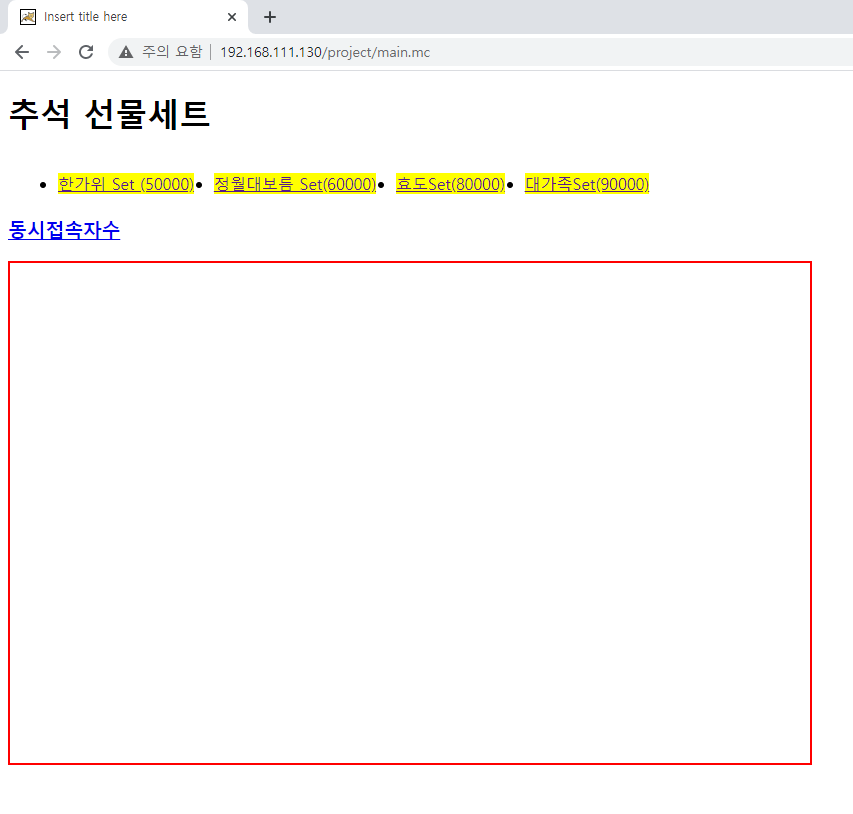 Insert title here
주의 요함 192.168.111.130/project/main.mc
추석 선물세트
한가위 Set (50000) 정월대보름 Set(60000) 효도Set(80000) 대가족Set(90000)
동시접속자수